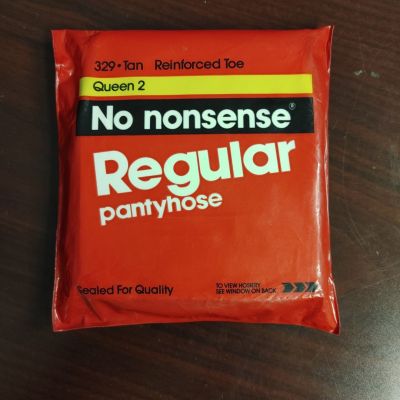 329 • Tan Reinforced Toe
Queen 2
No nonsense®
Regular
pantyhose
Sealed For Quality
TO VIEW HOSIERY
SEE WINDOW ON BACK